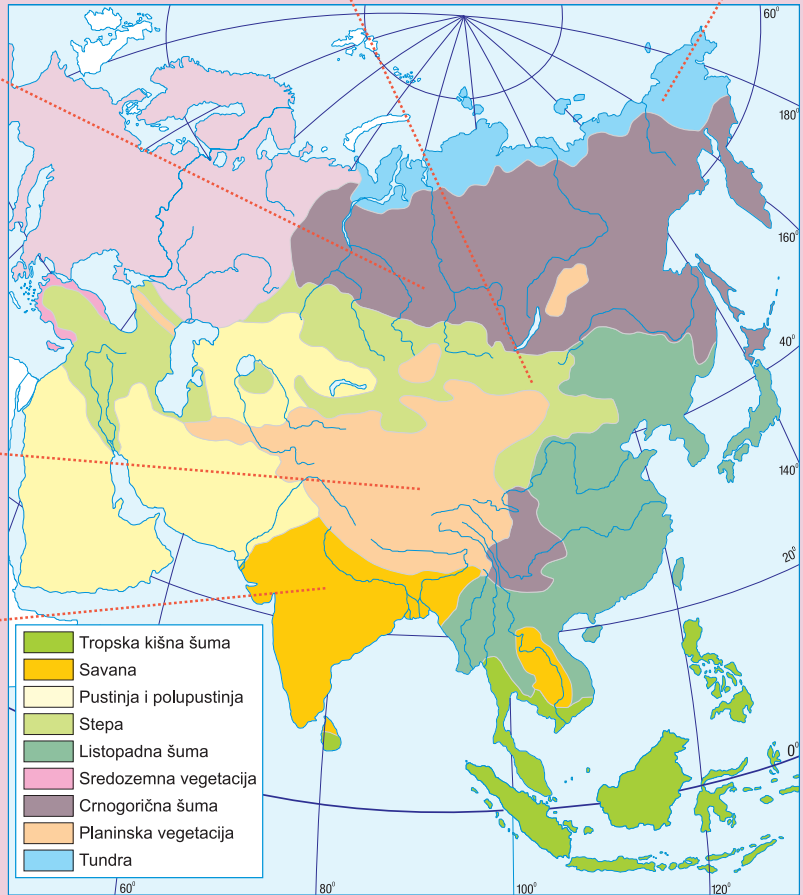 60°
180°
160°
40°
140°
20°
0°
Tropska kišna šuma
Savana
Pustinja i polupustinja
Stepa
Listopadna šuma
Sredozemna vegetacija
Crnogorična šuma
Planinska vegetacija
Tundra
60°
80°
100°
120°